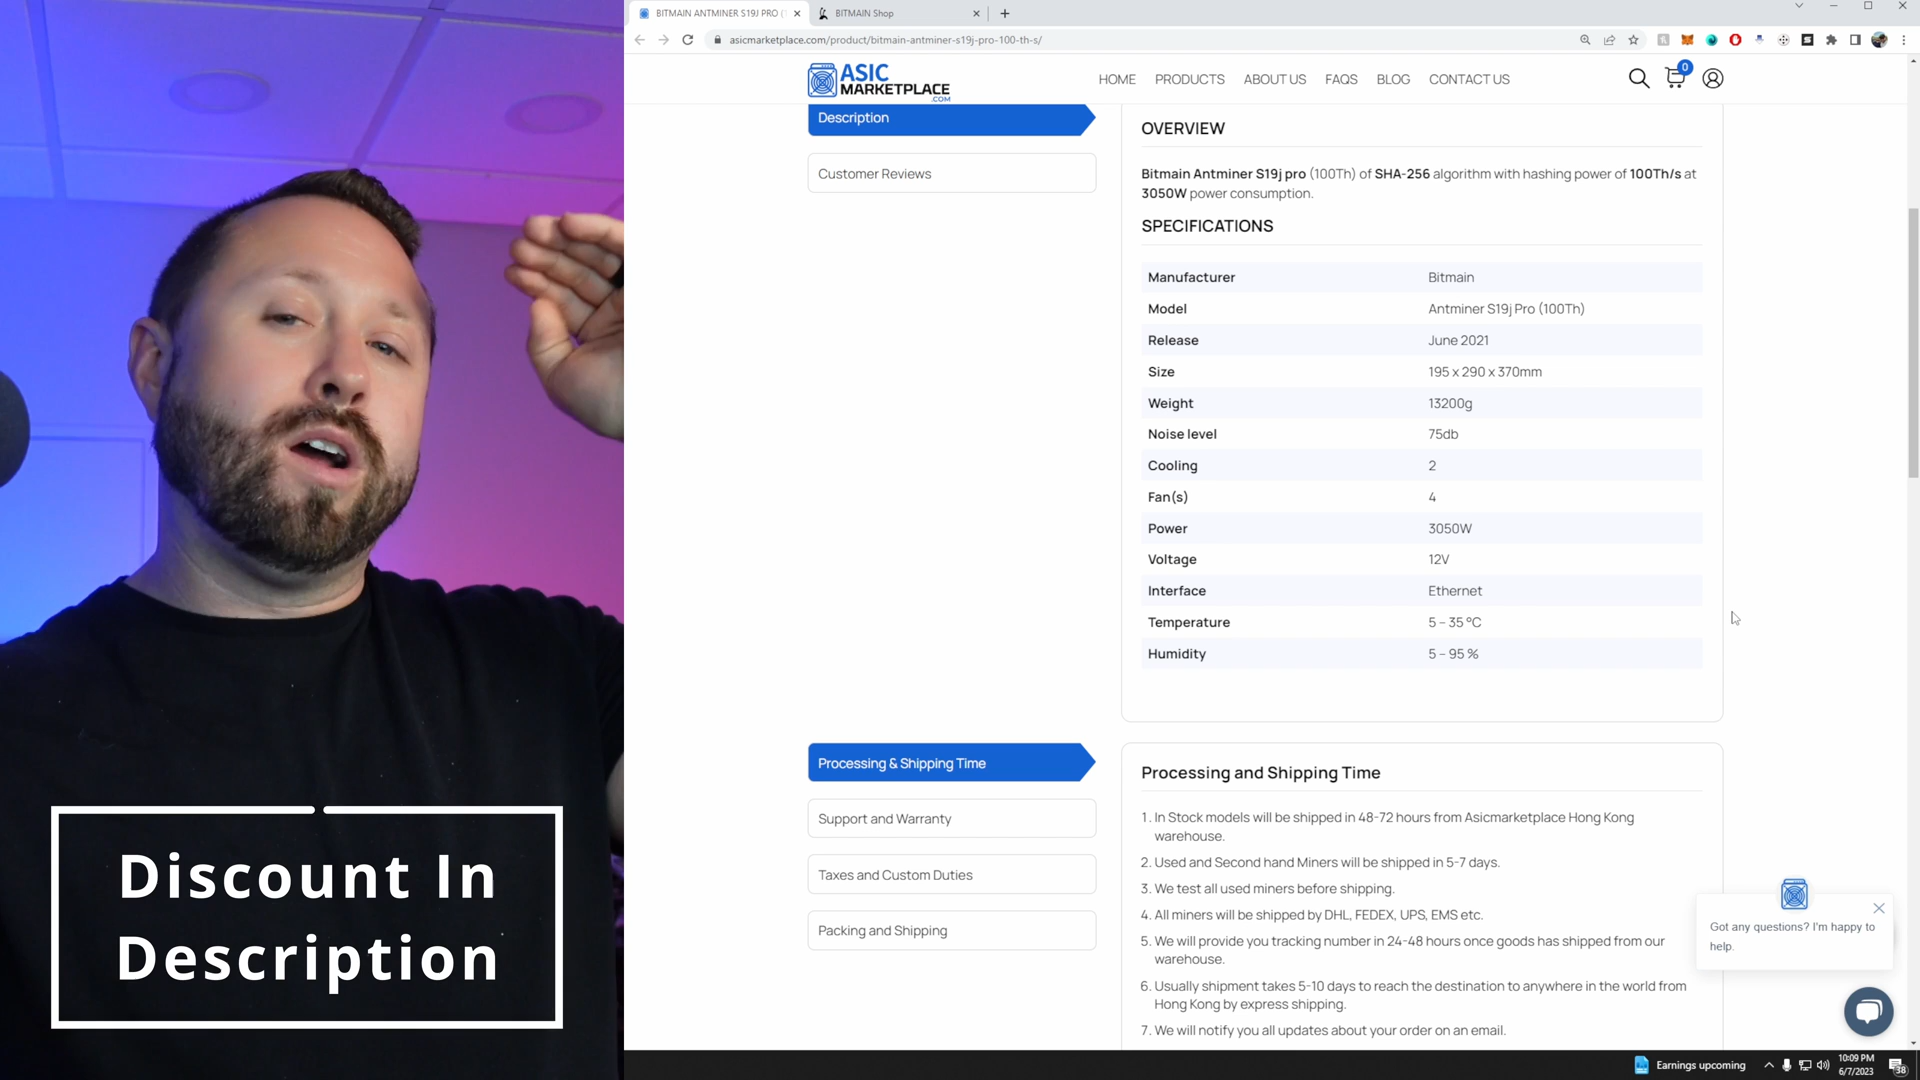 BITMAIN ANTMINER S19J PRO (
BITMAIN Shop
asicmarketplace.com/product/bitmain-antminer-s19j-pro-100-th-s/
ASIC
MARKETPLACE
.COM
HOME
PRODUCTS
ABOUT US
FAQS
BLOG
CONTACT US
0
Description
Customer Reviews
OVERVIEW
Bitmain Antminer S19j pro (100Th) of SHA-256 algorithm with hashing power of 100Th/s at
3050W power consumption.
SPECIFICATIONS
Manufacturer Bitmain
Model Antminer S19j Pro (100Th)
Release June 2021
Size 195 x 290 x 370mm
Weight 13200g
Noise level 75db
Cooling 2
Fan(s) 4
Power 3050W
Voltage 12V
Interface Ethernet
Temperature 5 – 35 °C
Humidity 5 – 95 %
Processing & Shipping Time
Support and Warranty
Taxes and Custom Duties
Packing and Shipping
Processing and Shipping Time
1. In Stock models will be shipped in 48-72 hours from Asicmarketplace Hong Kong
warehouse.
2. Used and Second hand Miners will be shipped in 5-7 days.
3. We test all used miners before shipping.
4. All miners will be shipped by DHL, FEDEX, UPS, EMS etc.
5. We will provide you tracking number in 24-48 hours once goods has shipped from our
warehouse.
6. Usually shipment takes 5-10 days to reach the destination to anywhere in the world from
Hong Kong by express shipping.
7. We will notify you all updates about your order on an email.
Got any questions? I'm happy to
help.
Discount In
Description
Earnings upcoming
10:09 PM
6/7/2023
38